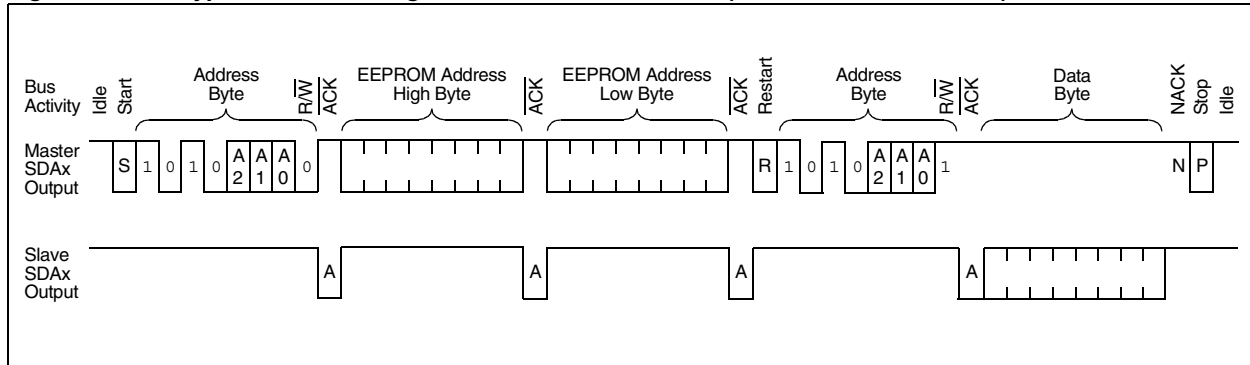 Bus Activity
Idle
Start
Address Byte
R/W
ACK
EEPROM Address High Byte
ACK
EEPROM Address Low Byte
ACK
Restart
Address Byte
R/W
ACK
Data Byte
NACK
Stop
Idle
Master SDAx Output
S 1 0 1 0 A2 A1 A0 0
R 1 0 1 0 A2 A1 A0 1
N P
Slave SDAx Output
A
A
A
A